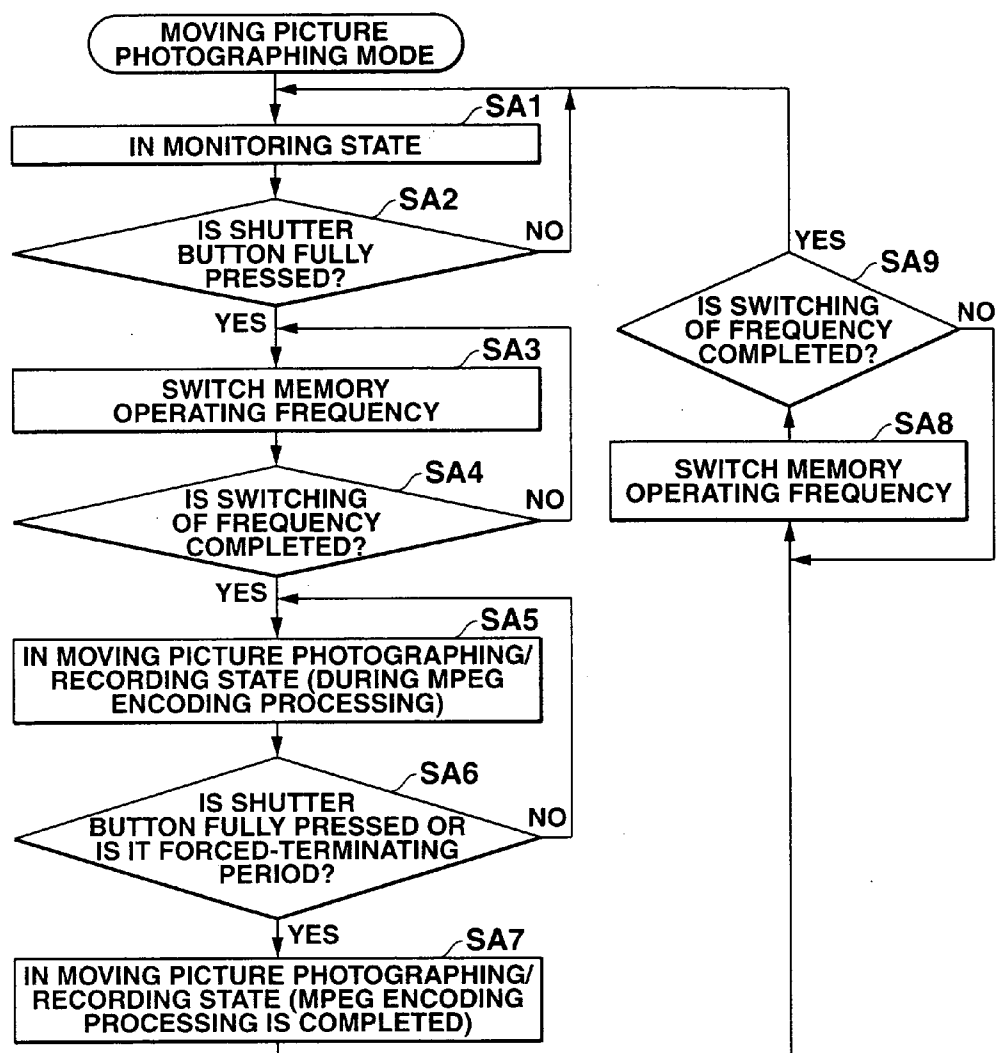 MOVING PICTURE
PHOTOGRAPHING MODE
SA1
IN MONITORING STATE
SA2
IS SHUTTER
BUTTON FULLY
PRESSED?
NO
YES
SA3
SWITCH MEMORY
OPERATING FREQUENCY
SA4
IS SWITCHING
OF FREQUENCY
COMPLETED?
NO
YES
SA5
IN MOVING PICTURE PHOTOGRAPHING/
RECORDING STATE (DURING MPEG
ENCODING PROCESSING)
SA6
IS SHUTTER
BUTTON FULLY PRESSED OR
IS IT FORCED-TERMINATING
PERIOD?
NO
YES
SA7
IN MOVING PICTURE PHOTOGRAPHING/
RECORDING STATE (MPEG ENCODING
PROCESSING IS COMPLETED)
SA8
SWITCH MEMORY
OPERATING FREQUENCY
SA9
IS SWITCHING
OF FREQUENCY
COMPLETED?
NO
YES